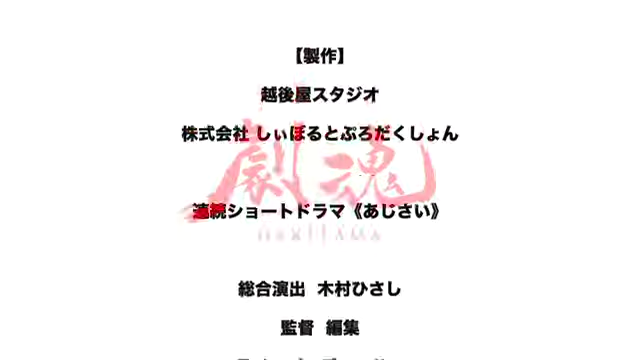 【製作】
越後屋スタジオ
株式会社 しぃぼるとぷろだくしょん
劇魂
連続ショートドラマ《あじさい》
GEKITAMA
総合演出 木村ひさし
監督 編集